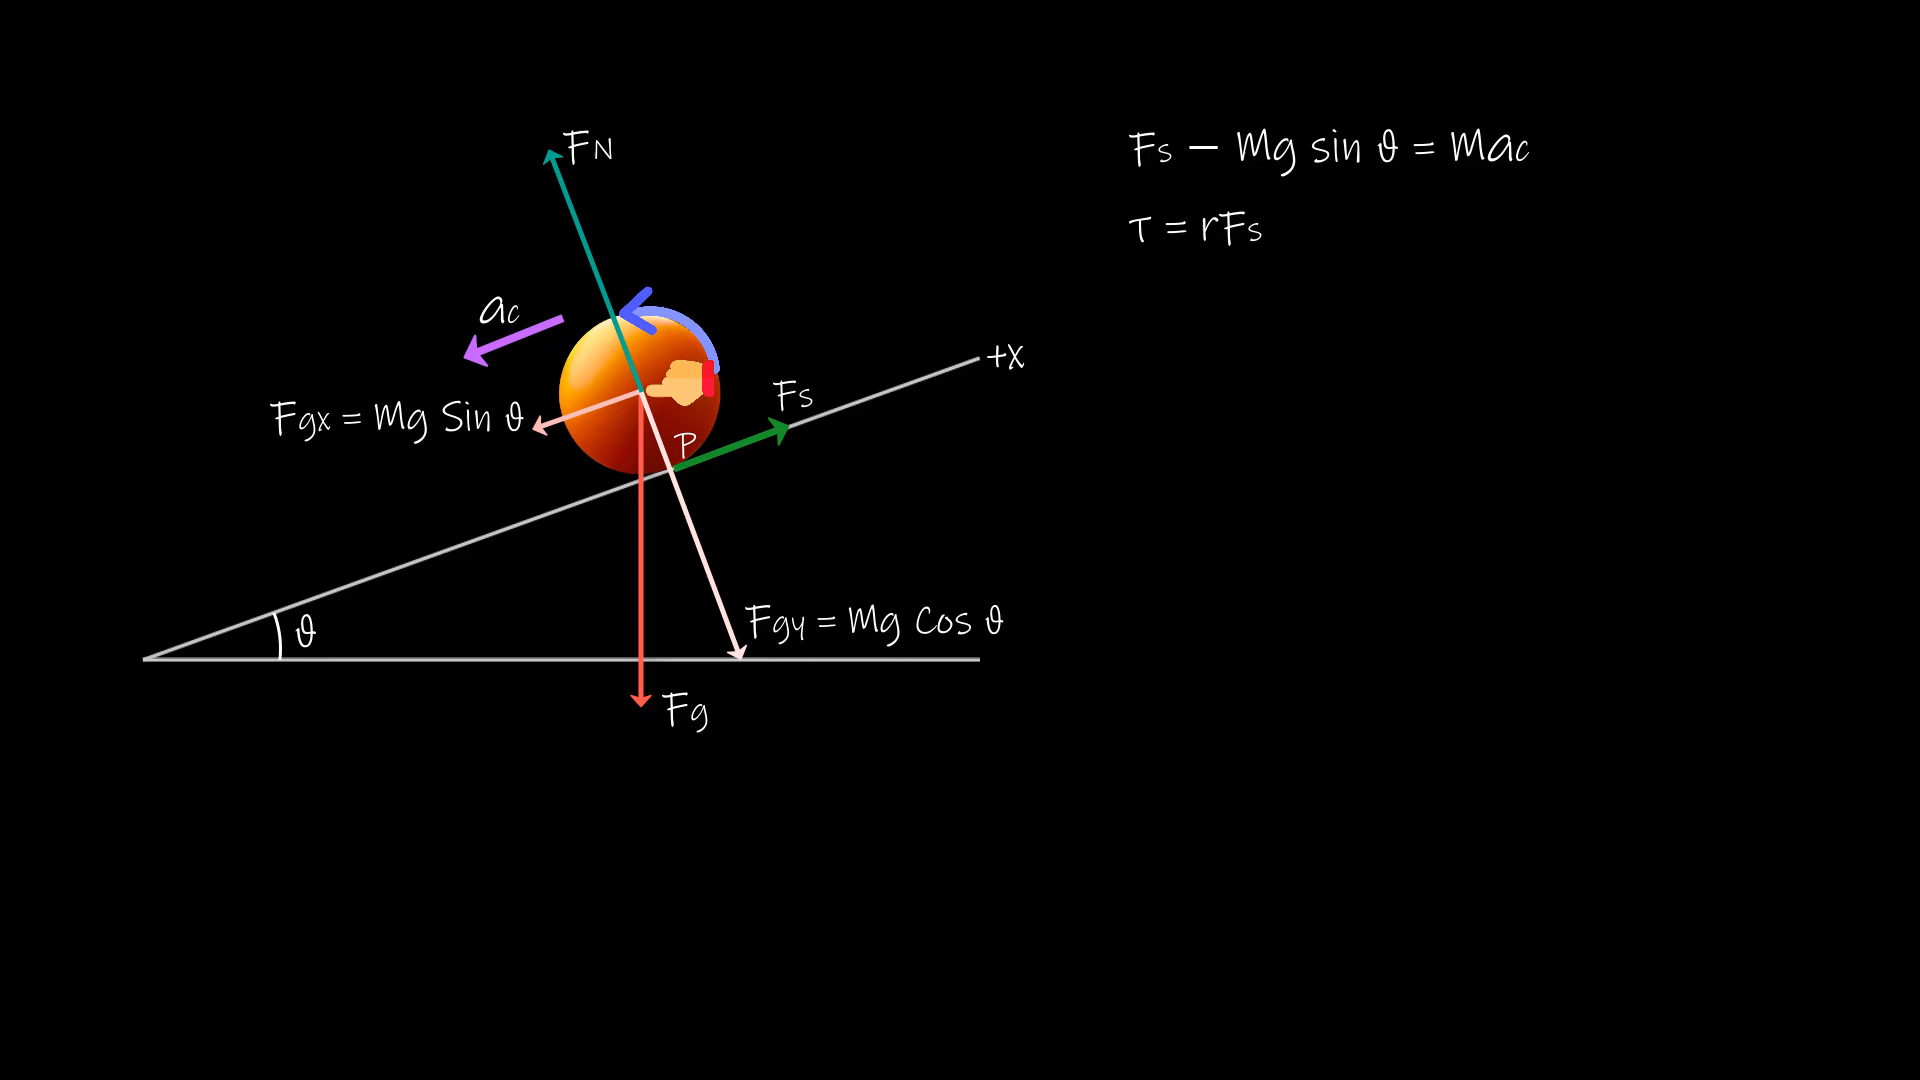 FN
Fs − Mg sin ϑ = Mac
τ = rFs
ac
+x
Fs
Fgx = Mg Sin ϑ
P
Fgy = Mg Cos ϑ
ϑ
Fg